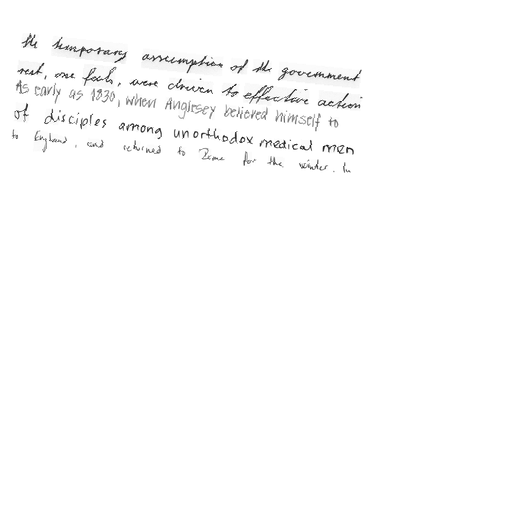 the temporary assumption of the government
rest, one feels, were driven to effective action
As early as 1830, when Anglesey believed himself to
of disciples among unorthodox medical men
to England, and returned to Rome for the winter. In